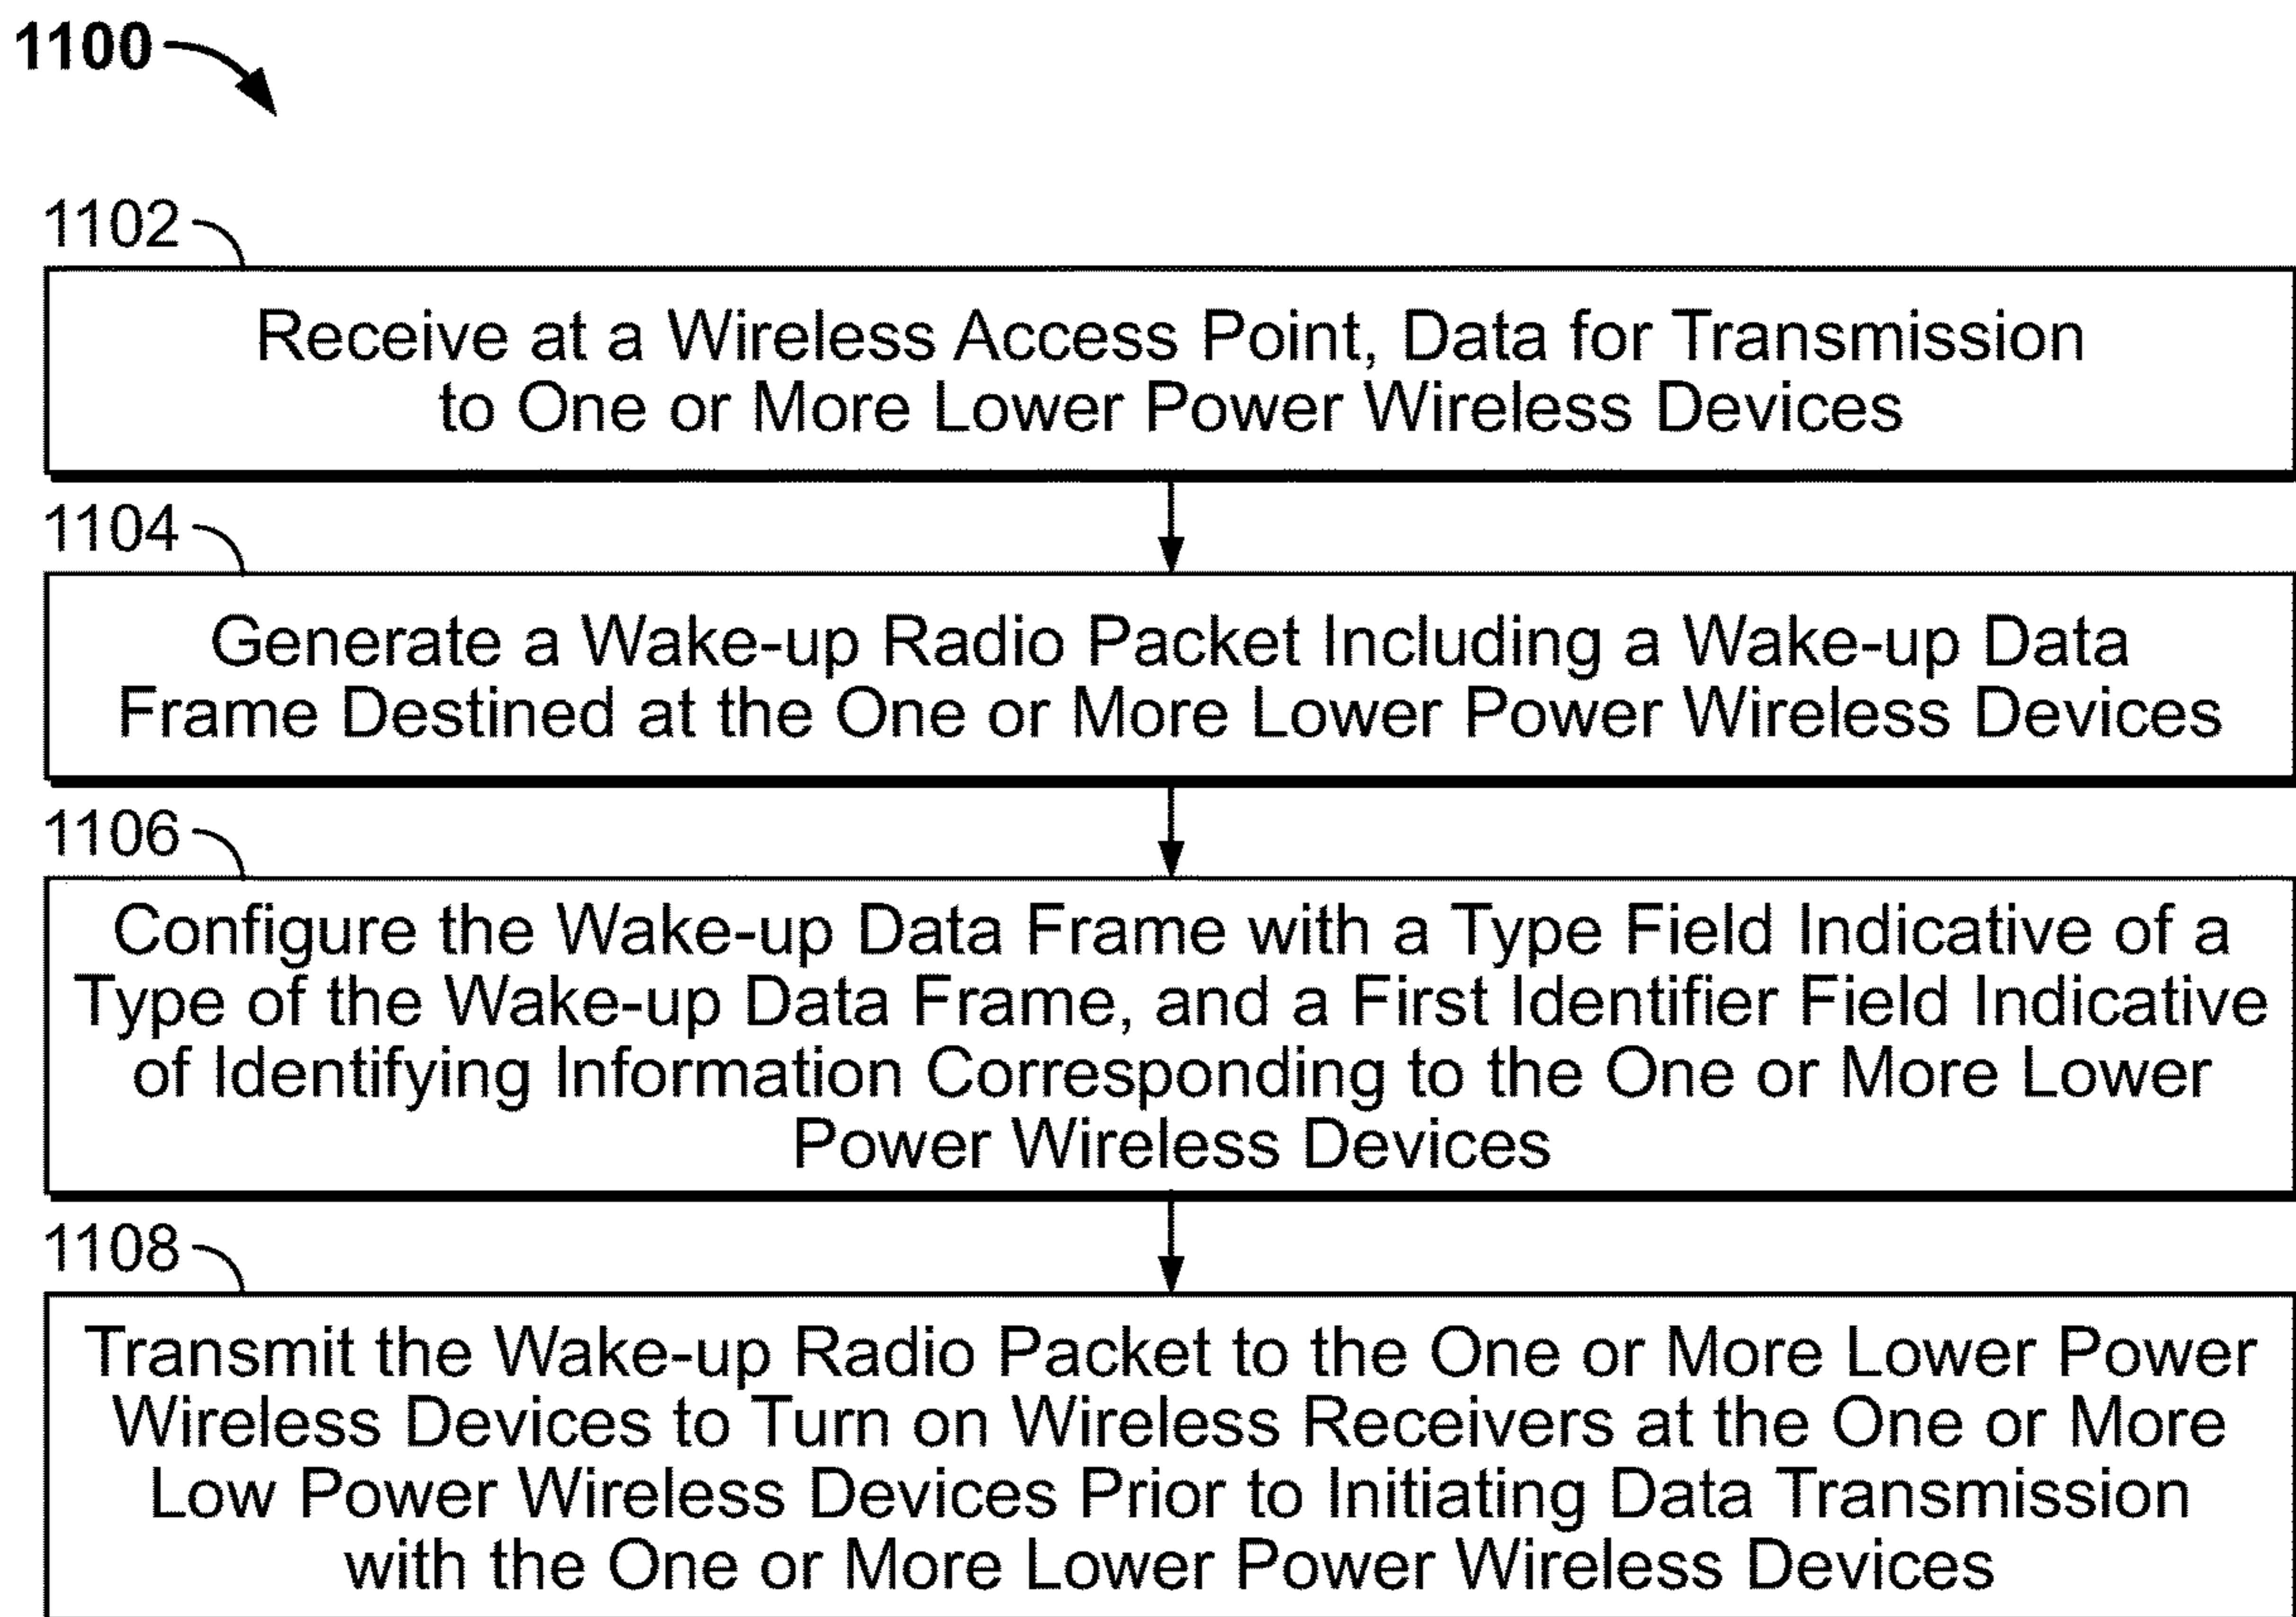 1100
1102
Receive at a Wireless Access Point, Data for Transmission
to One or More Lower Power Wireless Devices
1104
Generate a Wake-up Radio Packet Including a Wake-up Data
Frame Destined at the One or More Lower Power Wireless Devices
1106
Configure the Wake-up Data Frame with a Type Field Indicative of a
Type of the Wake-up Data Frame, and a First Identifier Field Indicative
of Identifying Information Corresponding to the One or More Lower
Power Wireless Devices
1108
Transmit the Wake-up Radio Packet to the One or More Lower Power
Wireless Devices to Turn on Wireless Receivers at the One or More
Low Power Wireless Devices Prior to Initiating Data Transmission
with the One or More Lower Power Wireless Devices